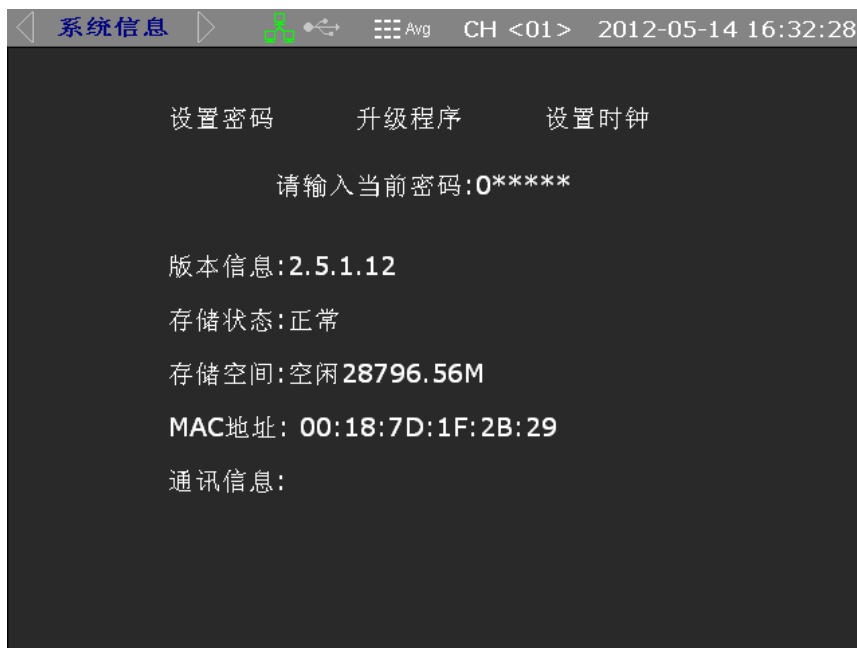 系统信息 Avg CH <01> 2012-05-14 16:32:28
设置密码 升级程序 设置时钟
请输入当前密码:0*****
版本信息:2.5.1.12
存储状态:正常
存储空间:空闲28796.56M
MAC地址: 00:18:7D:1F:2B:29
通讯信息: